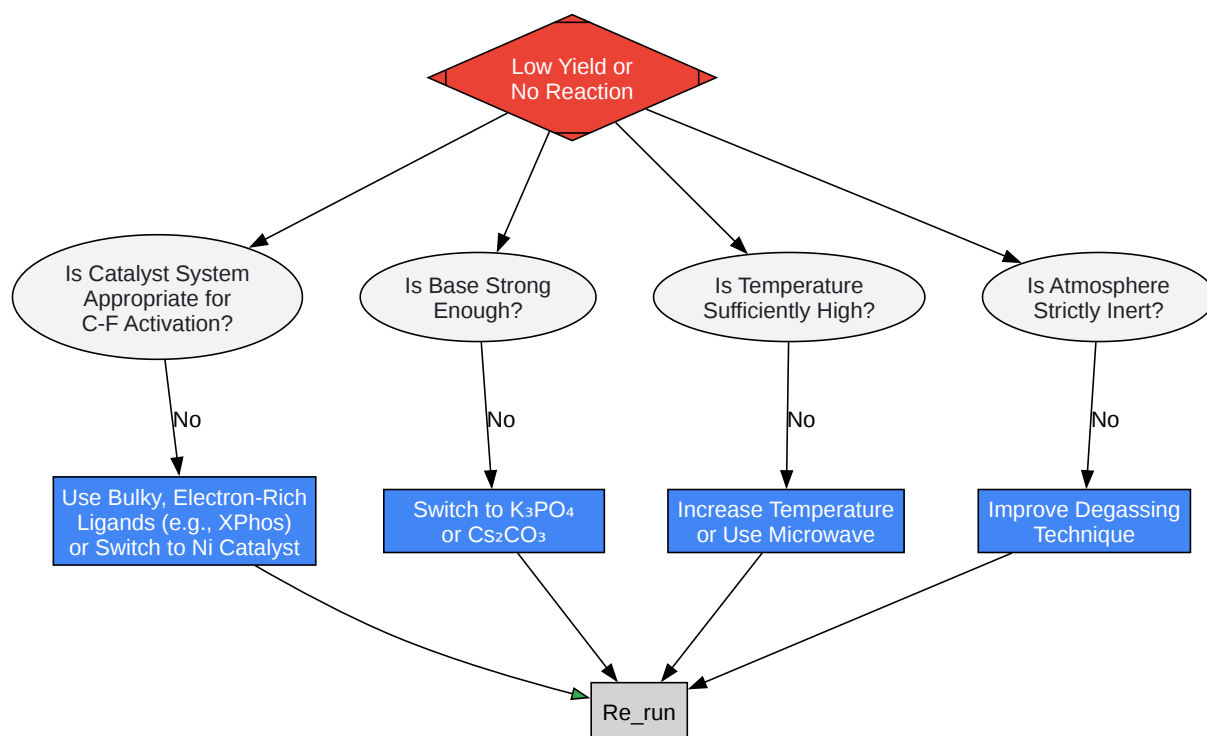 Low Yield or
No Reaction
Is Catalyst System
Appropriate for
C-F Activation?
Is Base Strong
Enough?
Is Temperature
Sufficiently High?
Is Atmosphere
Strictly Inert?
No
No
No
No
Use Bulky, Electron-Rich
Ligands (e.g., XPhos)
or Switch to Ni Catalyst
Switch to K₃PO₄
or Cs₂CO₃
Increase Temperature
or Use Microwave
Improve Degassing
Technique
Re_run